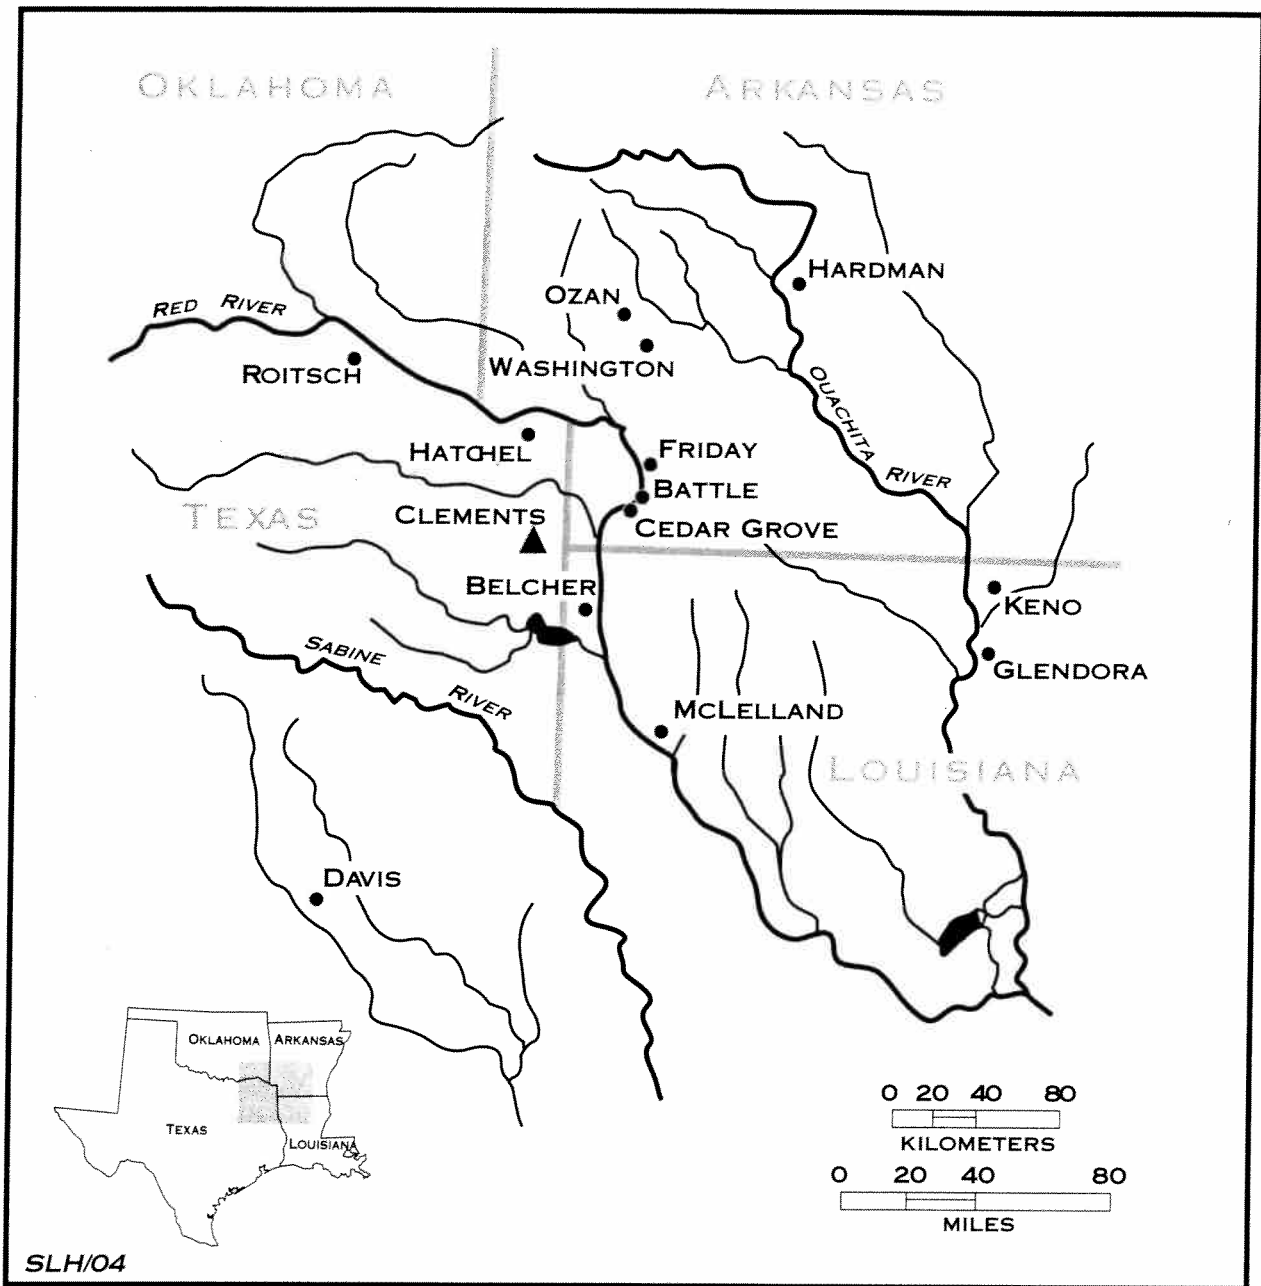 OKLAHOMA
ARKANSAS
HARDMAN
OZAN
RED RIVER
WASHINGTON
ROITSCH
OUACHITA RIVER
HATCHEL
FRIDAY
BATTLE
TEXAS
CLEMENTS
CEDAR GROVE
BELCHER
KENO
SABINE RIVER
GLENDORA
MCLELLAND
LOUISIANA
DAVIS
OKLAHOMA
ARKANSAS
TEXAS
LOUISIANA
0 20 40 80
KILOMETERS
0 20 40 80
MILES
SLH/04